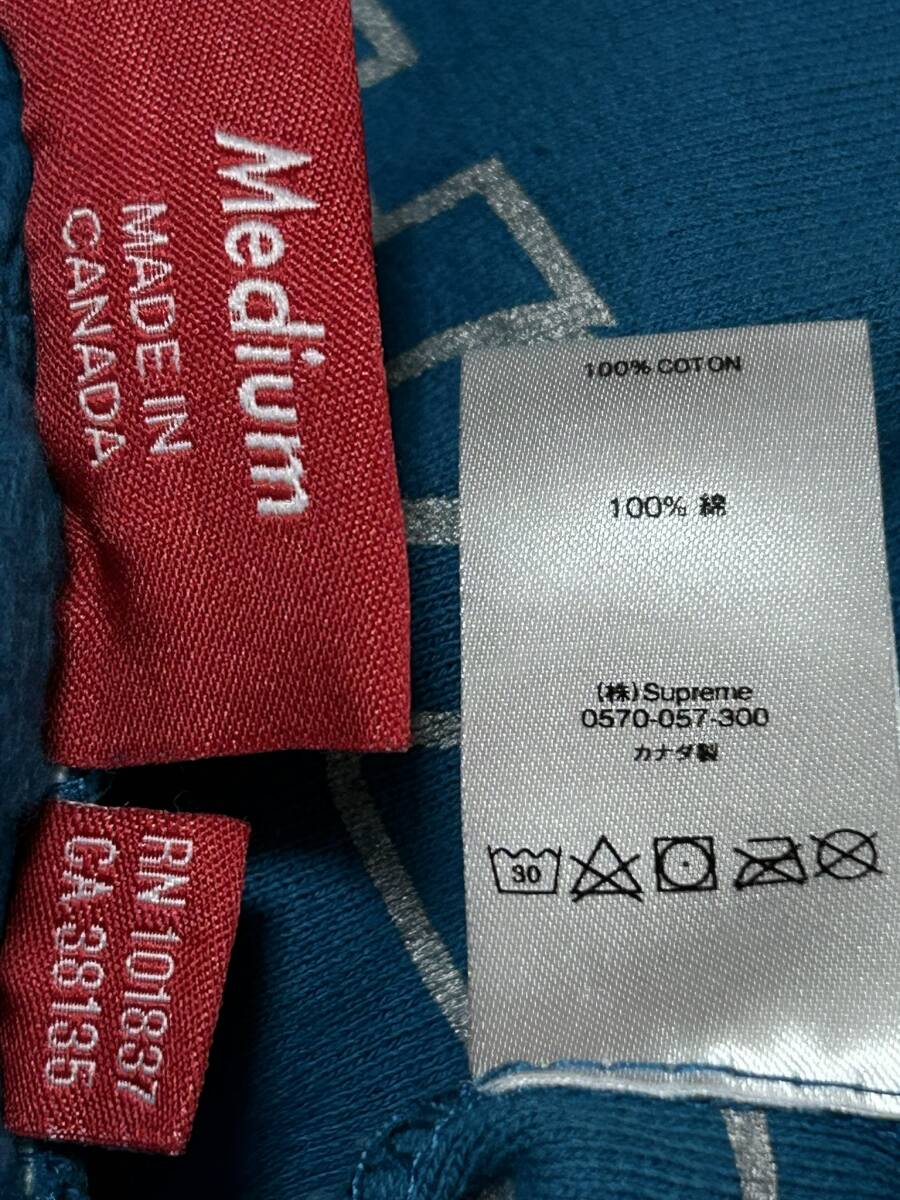 Medium
MADE IN
CANADA
RN 101837
CA 38135
100% COTON
100% 綿
(株)Supreme
0570-057-300
カナダ製
30